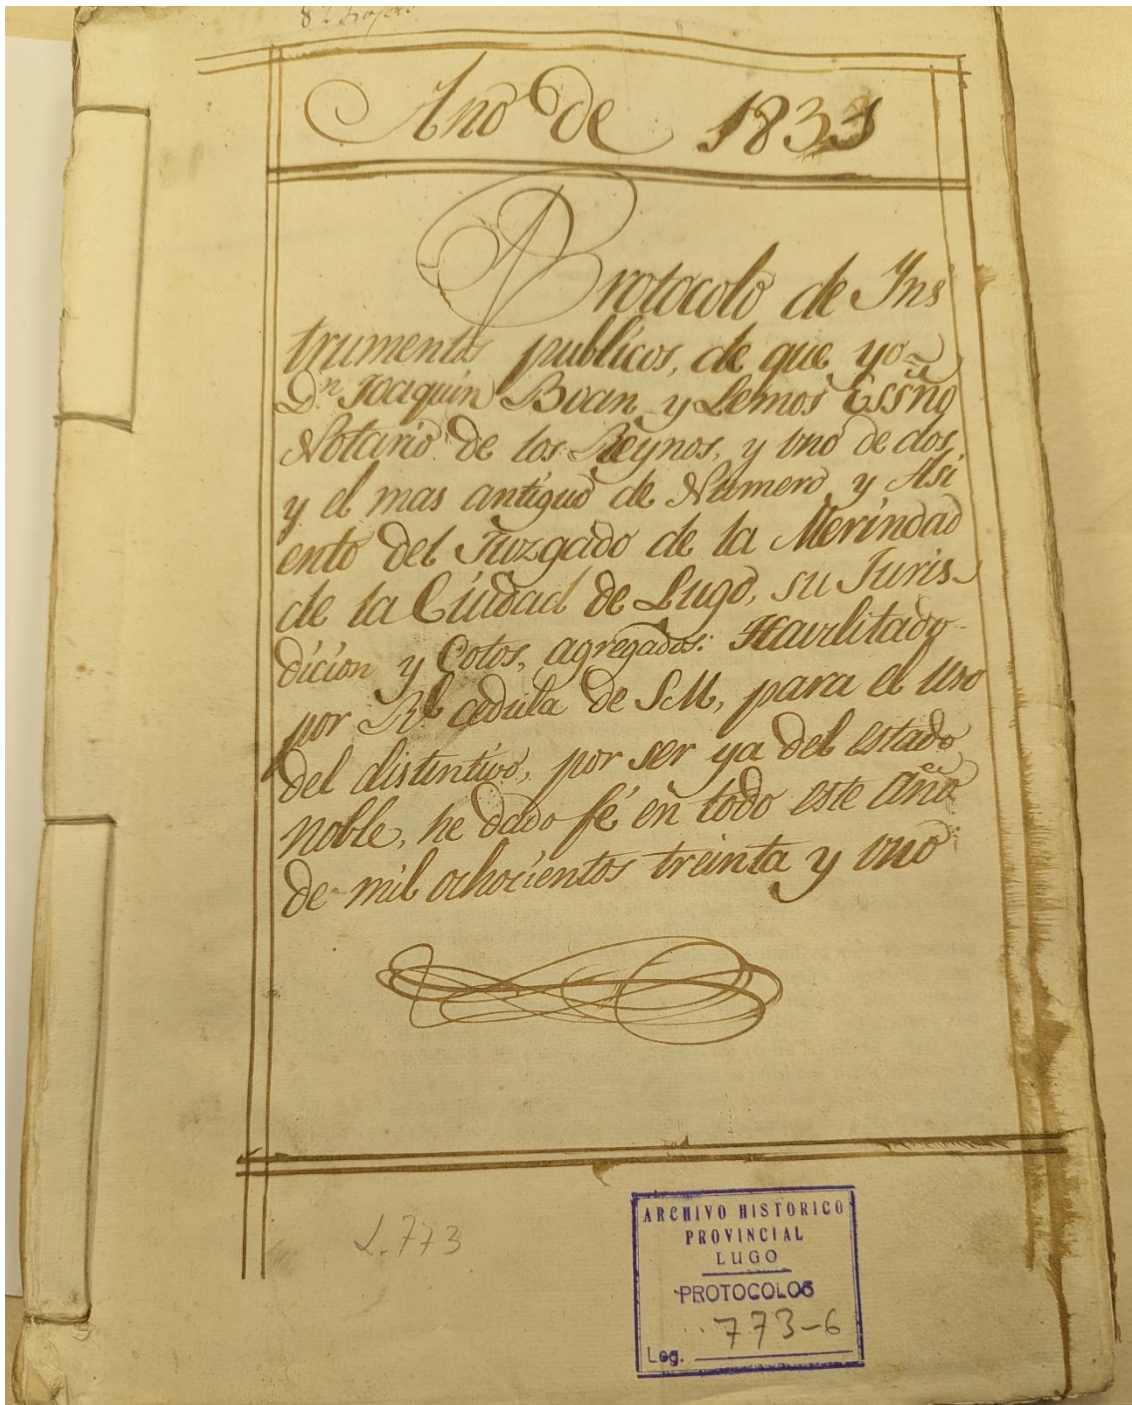 Año de 1831
Protocolo de Ins
trumentos publicos, de que yo
D.n Joaquin Boan y Lemos Essño
Notario de los Reynos, y uno de dos
y el mas antiguo de Numero y Asi
ento del Juzgado de la Merindad
de la Ciudad de Lugo, su Juris
dicion y Cotos, agregados: Havilitado
por Rl. cedula de S.M, para el uso
del distintivo, por ser ya del estado
noble, he dado fé en todo este año
de mil ochocientos treinta y uno
L. 773
ARCHIVO HISTORICO
PROVINCIAL
LUGO
PROTOCOLOS
Leg. 773-6